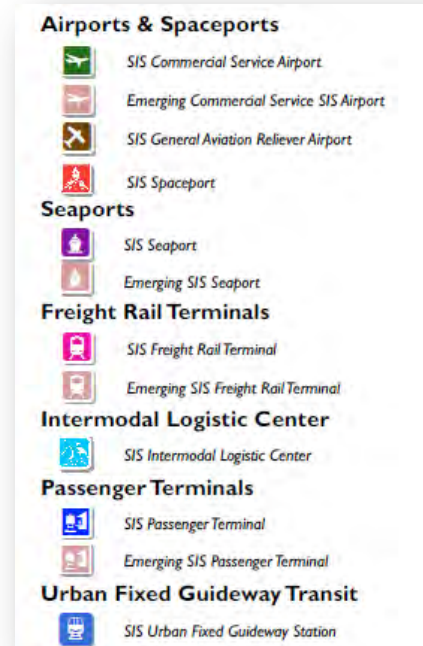 Airports & Spaceports
SIS Commercial Service Airport
Emerging Commercial Service SIS Airport
SIS General Aviation Reliever Airport
SIS Spaceport
Seaports
SIS Seaport
Emerging SIS Seaport
Freight Rail Terminals
SIS Freight Rail Terminal
Emerging SIS Freight Rail Terminal
Intermodal Logistic Center
SIS Intermodal Logistic Center
Passenger Terminals
SIS Passenger Terminal
Emerging SIS Passenger Terminal
Urban Fixed Guideway Transit
SIS Urban Fixed Guideway Station